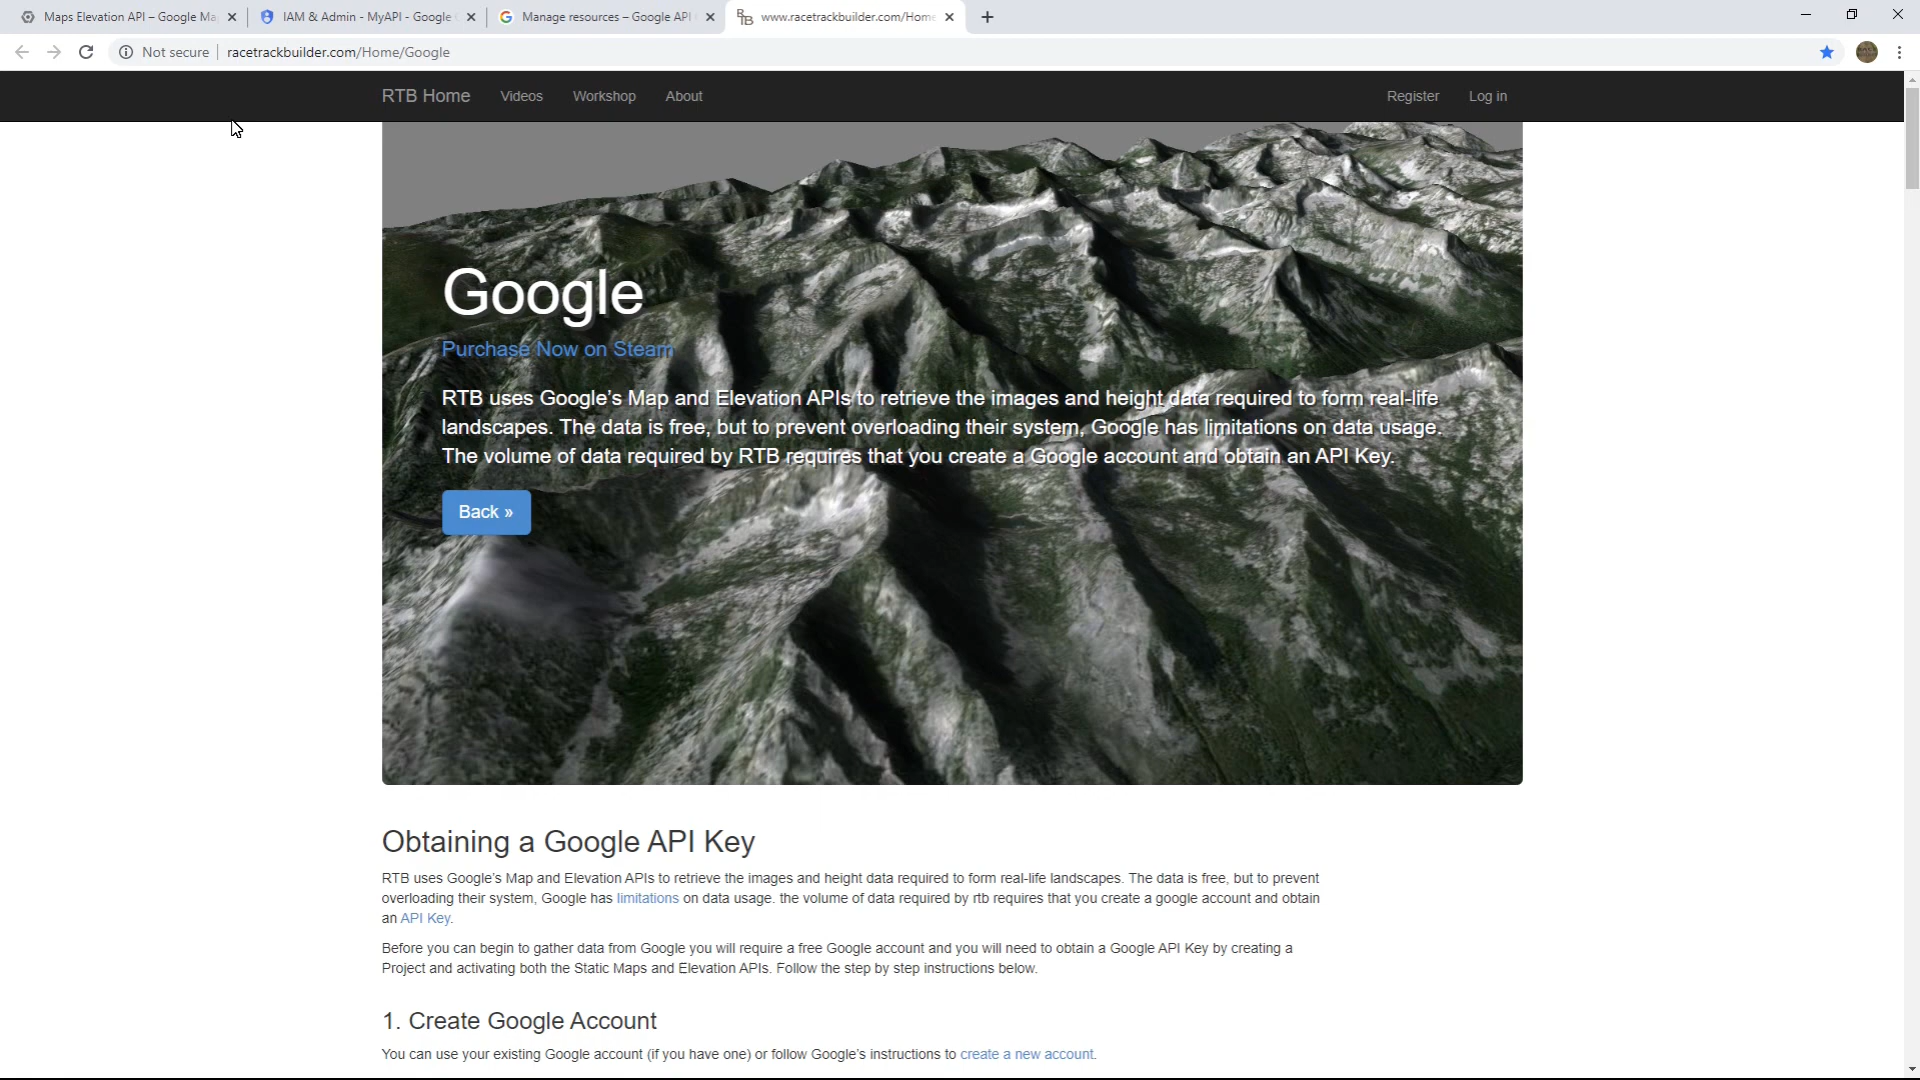 Maps Elevation API – Google Ma
IAM & Admin - MyAPI - Google
Manage resources – Google API
www.racetrackbuilder.com/Home
Not secure
racetrackbuilder.com/Home/Google
RTB Home
Videos
Workshop
About
Register
Log in
Google
Purchase Now on Steam
RTB uses Google's Map and Elevation APIs to retrieve the images and height data required to form real-life
landscapes. The data is free, but to prevent overloading their system, Google has limitations on data usage.
The volume of data required by RTB requires that you create a Google account and obtain an API Key.
Back »
Obtaining a Google API Key
RTB uses Google's Map and Elevation APIs to retrieve the images and height data required to form real-life landscapes. The data is free, but to prevent
overloading their system, Google has limitations on data usage. the volume of data required by rtb requires that you create a google account and obtain
an API Key.
Before you can begin to gather data from Google you will require a free Google account and you will need to obtain a Google API Key by creating a
Project and activating both the Static Maps and Elevation APIs. Follow the step by step instructions below.
1. Create Google Account
You can use your existing Google account (if you have one) or follow Google's instructions to create a new account.